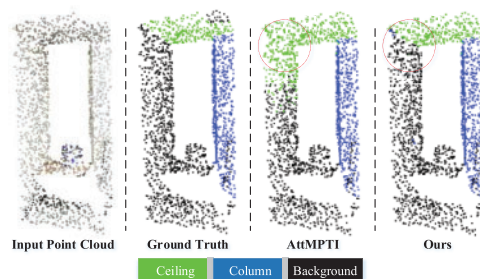 Input Point Cloud Ground Truth AttMPTI Ours
Ceiling Column Background